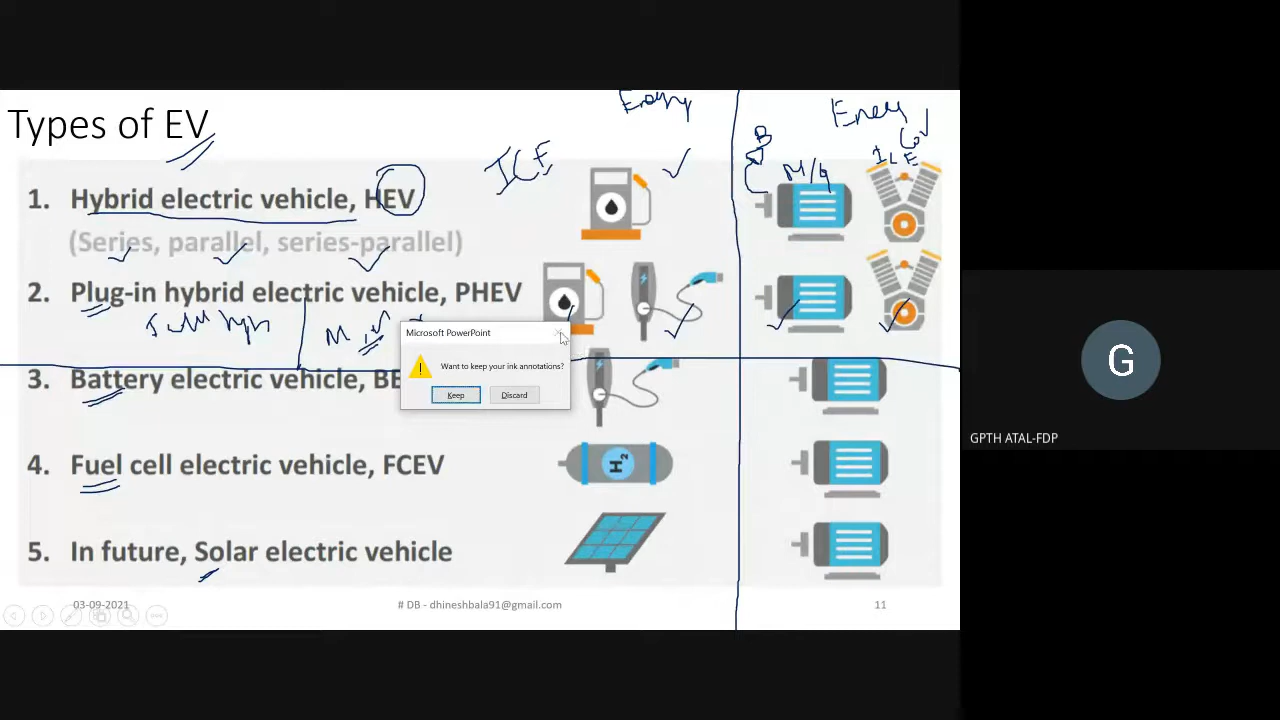 Types of EV
Energy
Ener
B
ICE
M/G
ICE
1. Hybrid electric vehicle, HEV
(Series, parallel, series-parallel)
2. Plug-in hybrid electric vehicle, PHEV
M
Microsoft PowerPoint
Want to keep your ink annotations?
Keep
Discard
3. Battery electric vehicle, BE
4. Fuel cell electric vehicle, FCEV
H2
5. In future, Solar electric vehicle
03-09-2021
# DB - dhineshbala91@gmail.com
11
G
GPTH ATAL-FDP